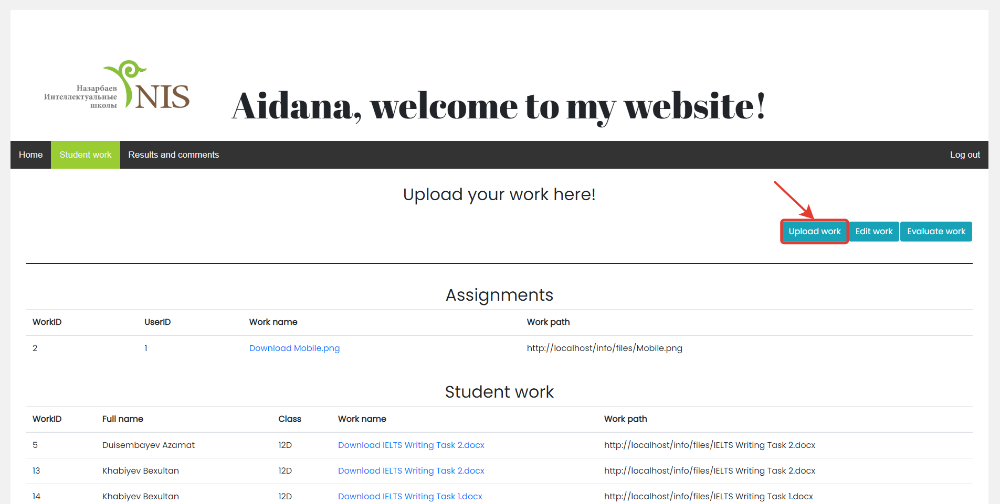 Назарбаев
Интеллектуальные
школы
NIS
Aidana, welcome to my website!
Home Student work Results and comments Log out
Upload your work here!
Upload work Edit work Evaluate work
Assignments
WorkID UserID Work name Work path
2 1 Download Mobile.png http://localhost/info/files/Mobile.png
Student work
WorkID Full name Class Work name Work path
5 Duisembayev Azamat 12D Download IELTS Writing Task 2.docx http://localhost/info/files/IELTS Writing Task 2.docx
13 Khabiyev Bexultan 12D Download IELTS Writing Task 2.docx http://localhost/info/files/IELTS Writing Task 2.docx
14 Khabiyev Bexultan 12D Download IELTS Writing Task 1.docx http://localhost/info/files/IELTS Writing Task 1.docx